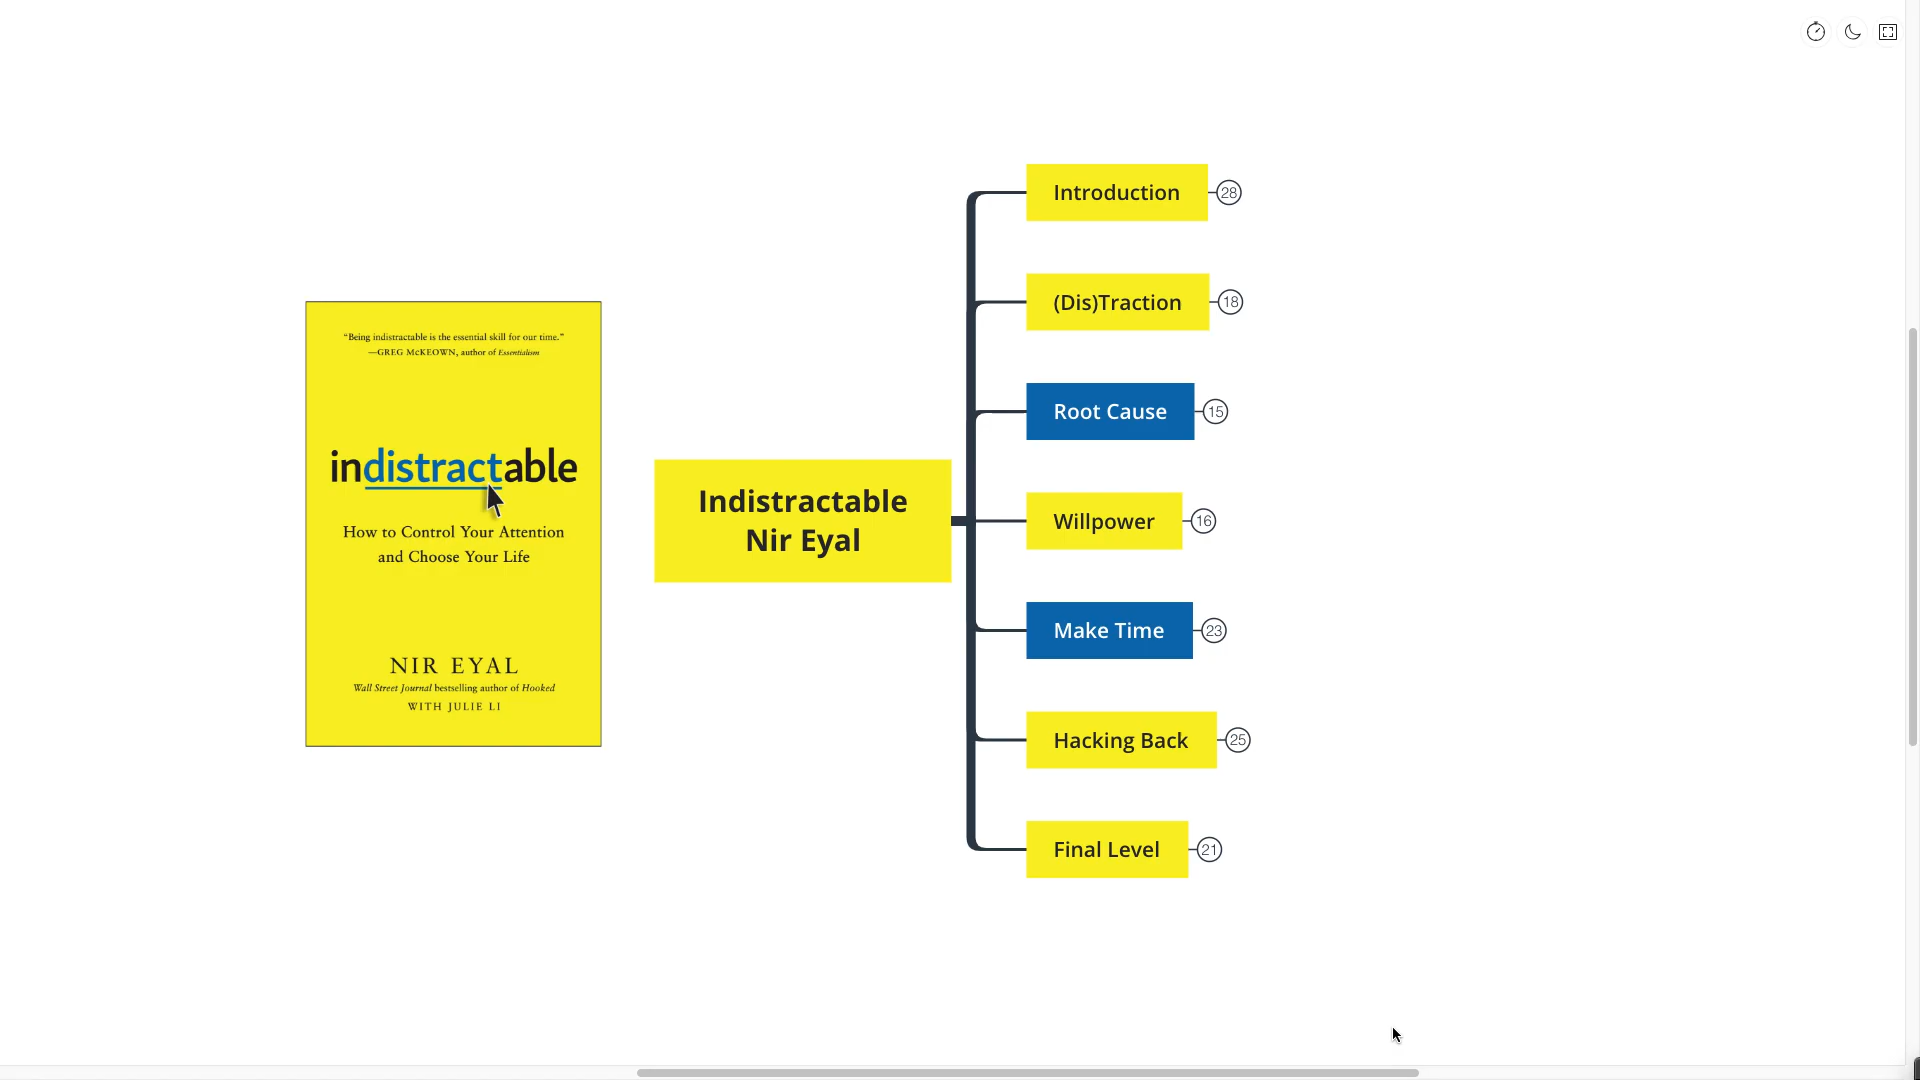 “Being indistractable is the essential skill for our time.”
—GREG McKEOWN, author of Essentialism
indistractable
How to Control Your Attention
and Choose Your Life
NIR EYAL
Wall Street Journal bestselling author of Hooked
WITH JULIE LI
Indistractable
Nir Eyal
Introduction 28
(Dis)Traction 18
Root Cause 15
Willpower 16
Make Time 23
Hacking Back 25
Final Level 21